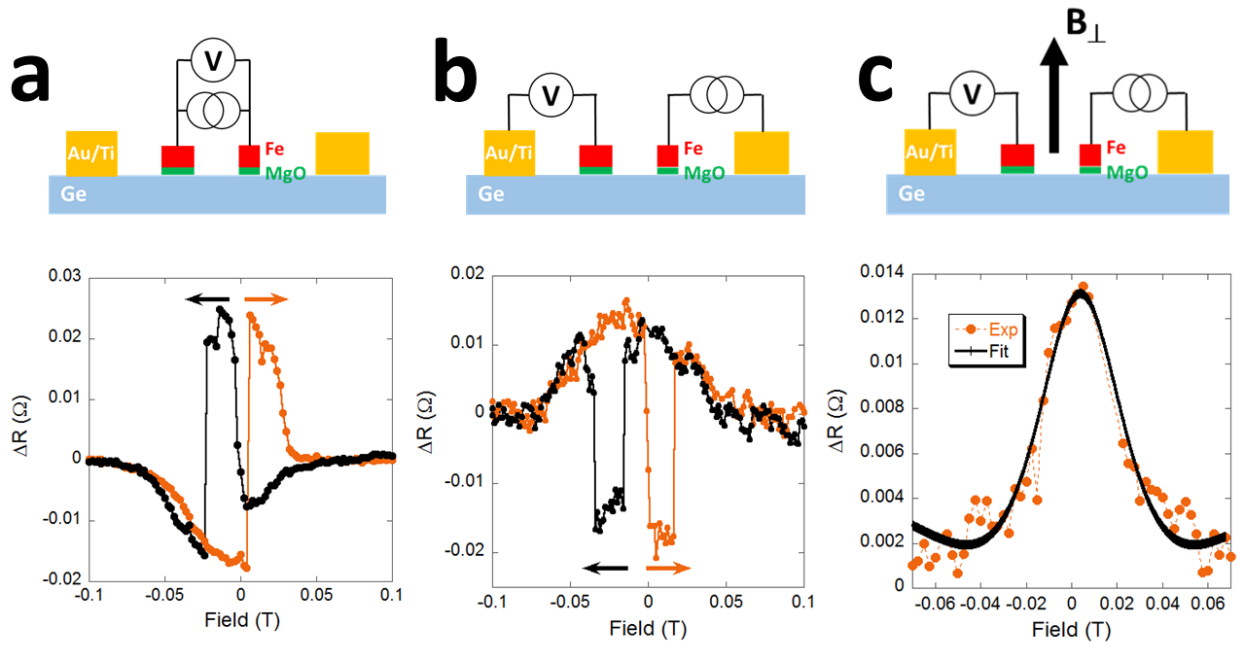 a
V
Au/Ti
Fe
MgO
Ge
0.03
0.02
0.01
0
-0.01
-0.02
ΔR (Ω)
-0.1
-0.05
0
0.05
0.1
Field (T)
b
V
Au/Ti
Fe
MgO
Ge
0.02
0.01
0
-0.01
-0.02
ΔR (Ω)
-0.1
-0.05
0
0.05
0.1
Field (T)
c
B⊥
V
Au/Ti
Fe
MgO
Ge
0.014
0.012
0.01
0.008
0.006
0.004
0.002
0
ΔR (Ω)
Exp
Fit
-0.06
-0.04
-0.02
0
0.02
0.04
0.06
Field (T)